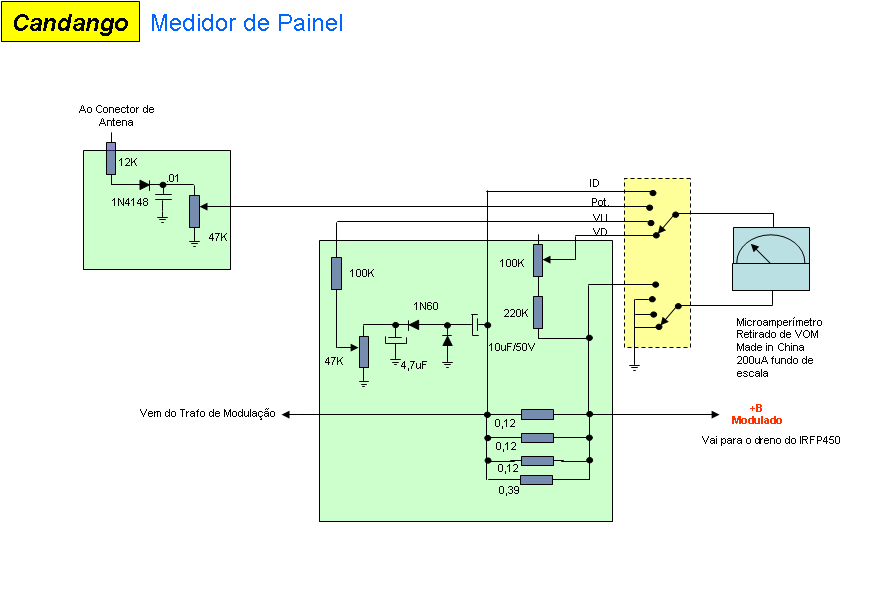 Candango Medidor de Painel
Ao Conector de
Antena
12K
.01
1N4148
47K
ID
Pot.
VU
VD
100K
100K
1N60
220K
47K
4,7uF
10uF/50V
Microamperímetro
Retirado de VOM
Made in China
200uA fundo de
escala
Vem do Trafo de Modulação
0,12
0,12
0,12
0,39
+B
Modulado
Vai para o dreno do IRFP450